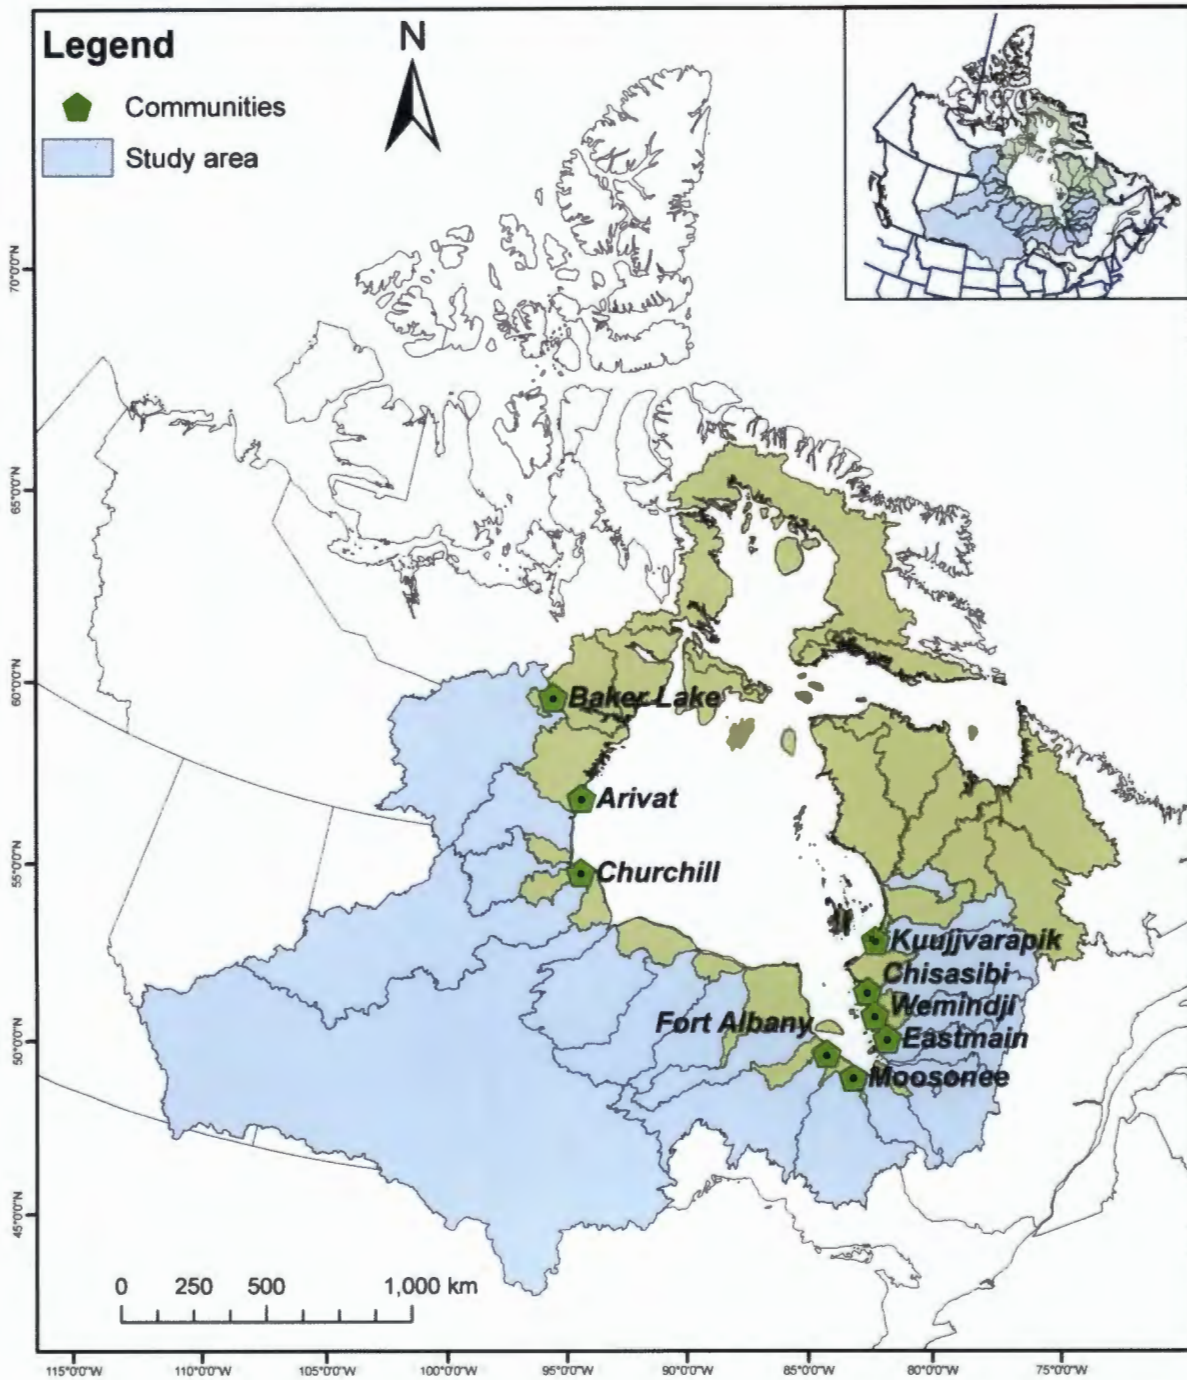 Legend
N
Communities
Study area
70°0'0"N
65°0'0"N
60°0'0"N
55°0'0"N
50°0'0"N
45°0'0"N
Baker Lake
Arivat
Churchill
Kuujjvarapik
Chisasibi
Wemindji
Fort Albany
Eastmain
Moosonee
0 250 500 1,000 km
115°0'0"W 110°0'0"W 105°0'0"W 100°0'0"W 95°0'0"W 90°0'0"W 85°0'0"W 80°0'0"W 75°0'0"W